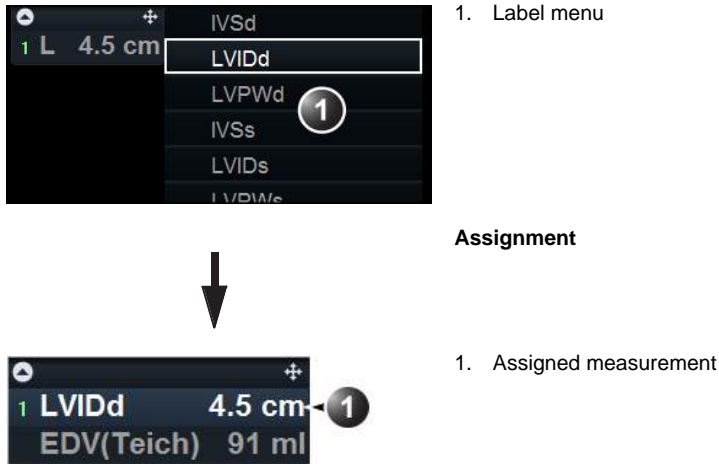 IVSd
1 L 4.5 cm
LVIDd
LVPWd
1
IVSs
LVIDs
LVPWs
1. Label menu
Assignment
LVIDd 4.5 cm
1
1
EDV(Teich) 91 ml
1. Assigned measurement